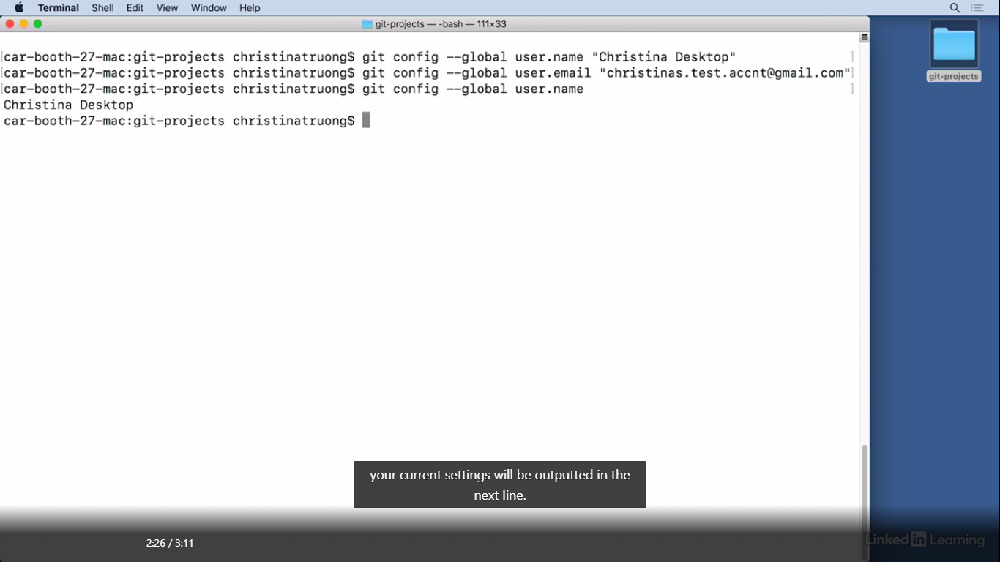 Terminal Shell Edit View Window Help
git-projects — -bash — 111×33
car-booth-27-mac:git-projects christinatruong$ git config --global user.name "Christina Desktop"
car-booth-27-mac:git-projects christinatruong$ git config --global user.email "christinas.test.accnt@gmail.com"
car-booth-27-mac:git-projects christinatruong$ git config --global user.name
Christina Desktop
car-booth-27-mac:git-projects christinatruong$
git-projects
your current settings will be outputted in the
next line.
2:26 / 3:11
Linked in Learning